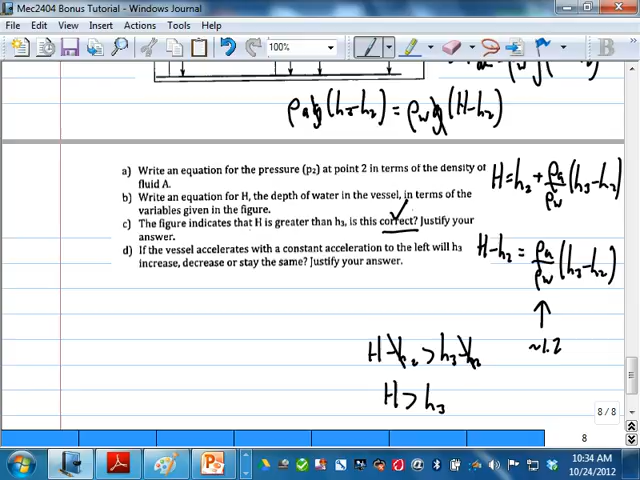 Mec2404 Bonus Tutorial - Windows Journal
File Edit View Insert Actions Tools Help
100%
B
ρₐg(h₃-h₂) = ρ_w g(H-h₂)
a) Write an equation for the pressure (p₂) at point 2 in terms of the density of
fluid A.
b) Write an equation for H, the depth of water in the vessel, in terms of the
variables given in the figure.
c) The figure indicates that H is greater than h₃, is this correct? Justify your
answer.
d) If the vessel accelerates with a constant acceleration to the left will h₃
increase, decrease or stay the same? Justify your answer.
H = h₂ + ρₐ/ρ_w (h₃-h₂)
H-h₂ = ρₐ/ρ_w (h₃-h₂)
~1.2
H-h₂ > h₃-h₂
H > h₃
8/8
8
10:34 AM
10/24/2012